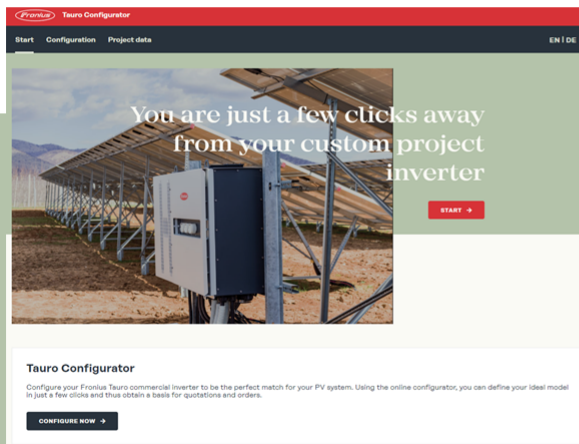 Fronius Tauro Configurator
Start Configuration Project data EN | DE
You are just a few clicks away
from your custom project
inverter
START →
Tauro Configurator
Configure your Fronius Tauro commercial inverter to be the perfect match for your PV system. Using the online configurator, you can define your ideal model
in just a few clicks and thus obtain a basis for quotations and orders.
CONFIGURE NOW →